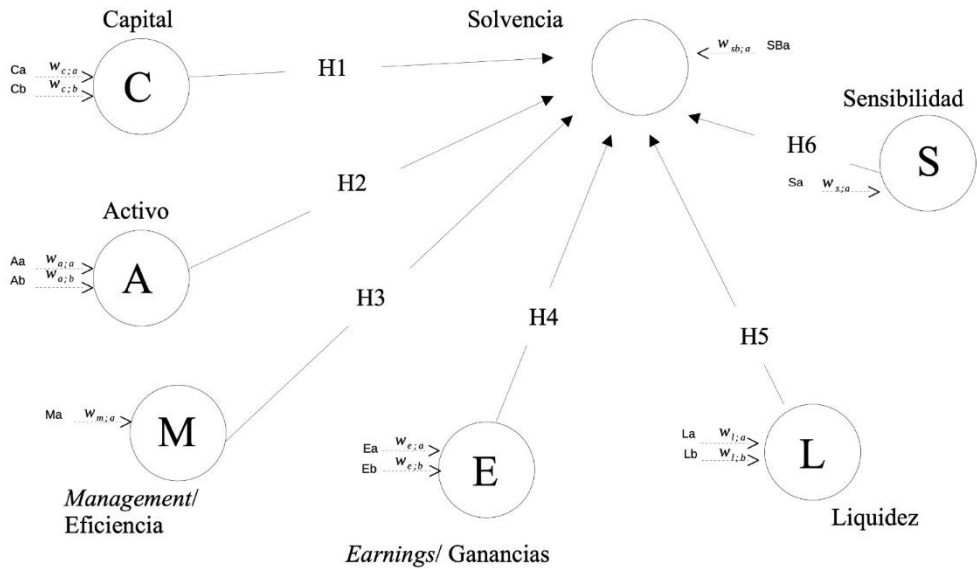 Capital
Ca w_{c;a}
Cb w_{c;b}
C
H1
Solvencia
w_{sb;a} SBa
Sensibilidad
H6
S
Sa w_{s;a}
H2
Activo
Aa w_{a;a}
Ab w_{a;b}
A
H3
H4
H5
Ma w_{m;a}
M
Management/
Eficiencia
Ea w_{e;a}
Eb w_{e;b}
E
Earnings/ Ganancias
La w_{l;a}
Lb w_{l;b}
L
Liquidez